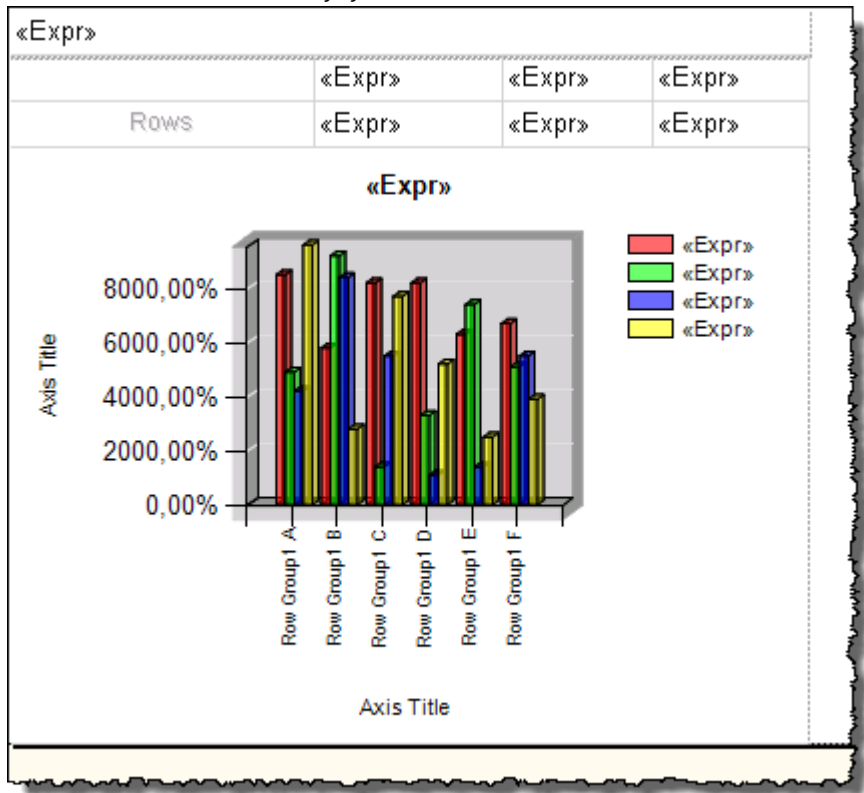 «Expr»
«Expr» «Expr» «Expr»
Rows «Expr» «Expr» «Expr»
«Expr»
«Expr»
«Expr»
«Expr»
«Expr»
8000,00%
6000,00%
4000,00%
2000,00%
0,00%
Axis Title
Row Group1 A
Row Group1 B
Row Group1 C
Row Group1 D
Row Group1 E
Row Group1 F
Axis Title